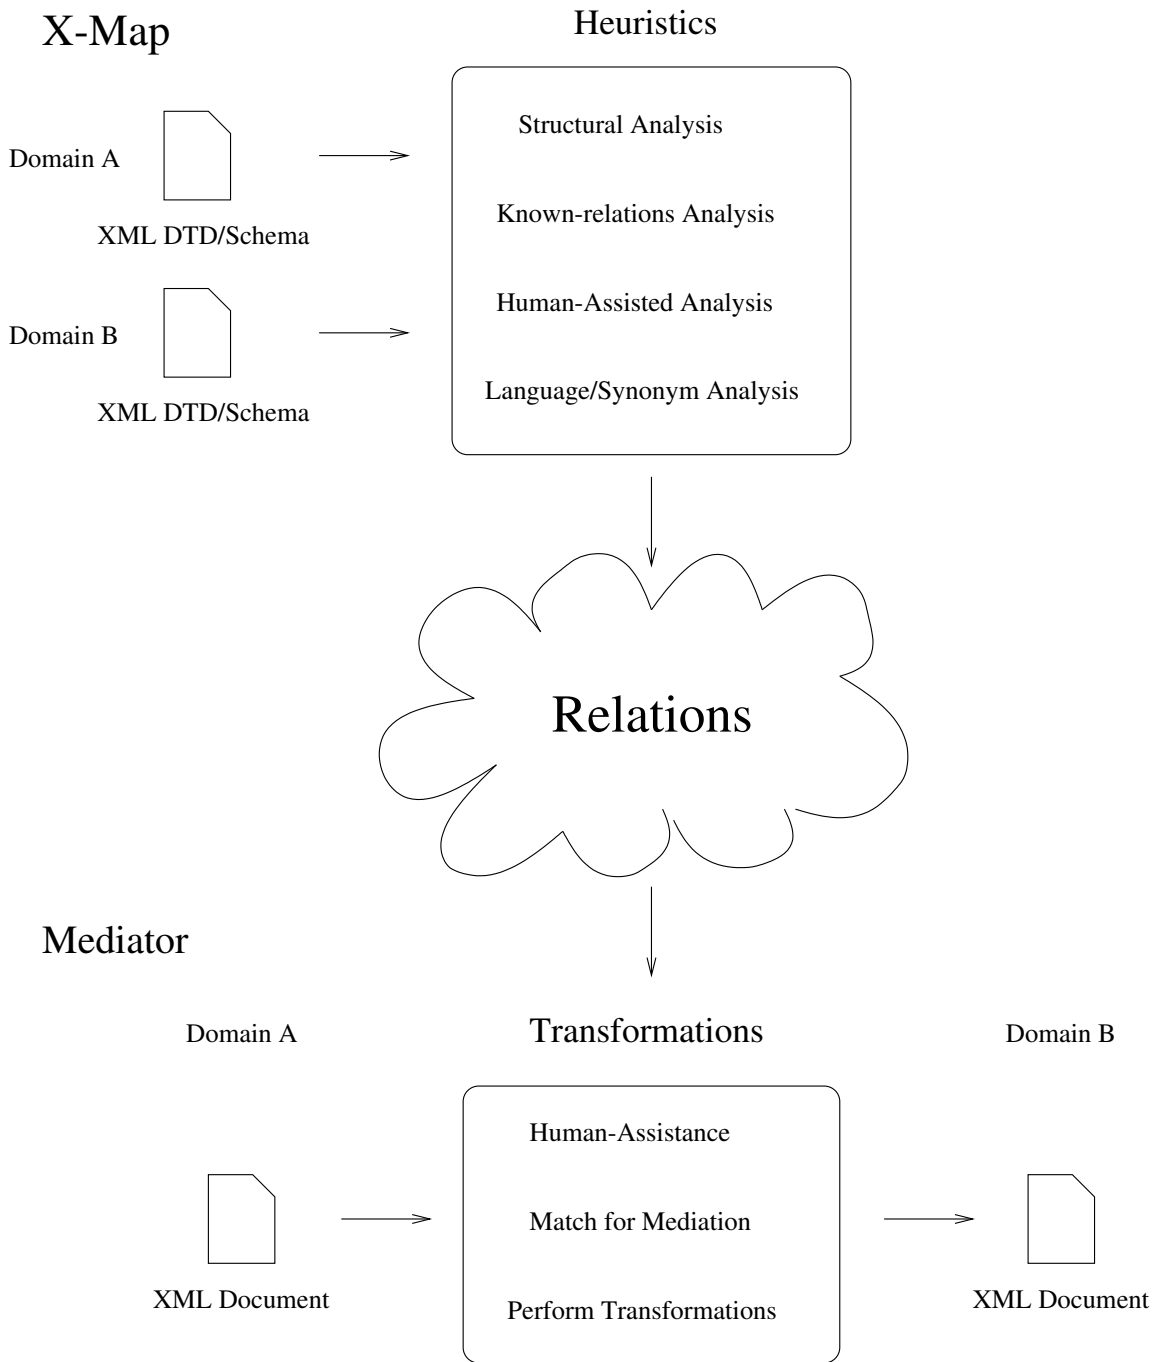 X-Map
Heuristics
Structural Analysis
Domain A
XML DTD/Schema
Known-relations Analysis
Human-Assisted Analysis
Domain B
XML DTD/Schema
Language/Synonym Analysis
Relations
Mediator
Domain A
Transformations
Domain B
Human-Assistance
Match for Mediation
XML Document
Perform Transformations
XML Document